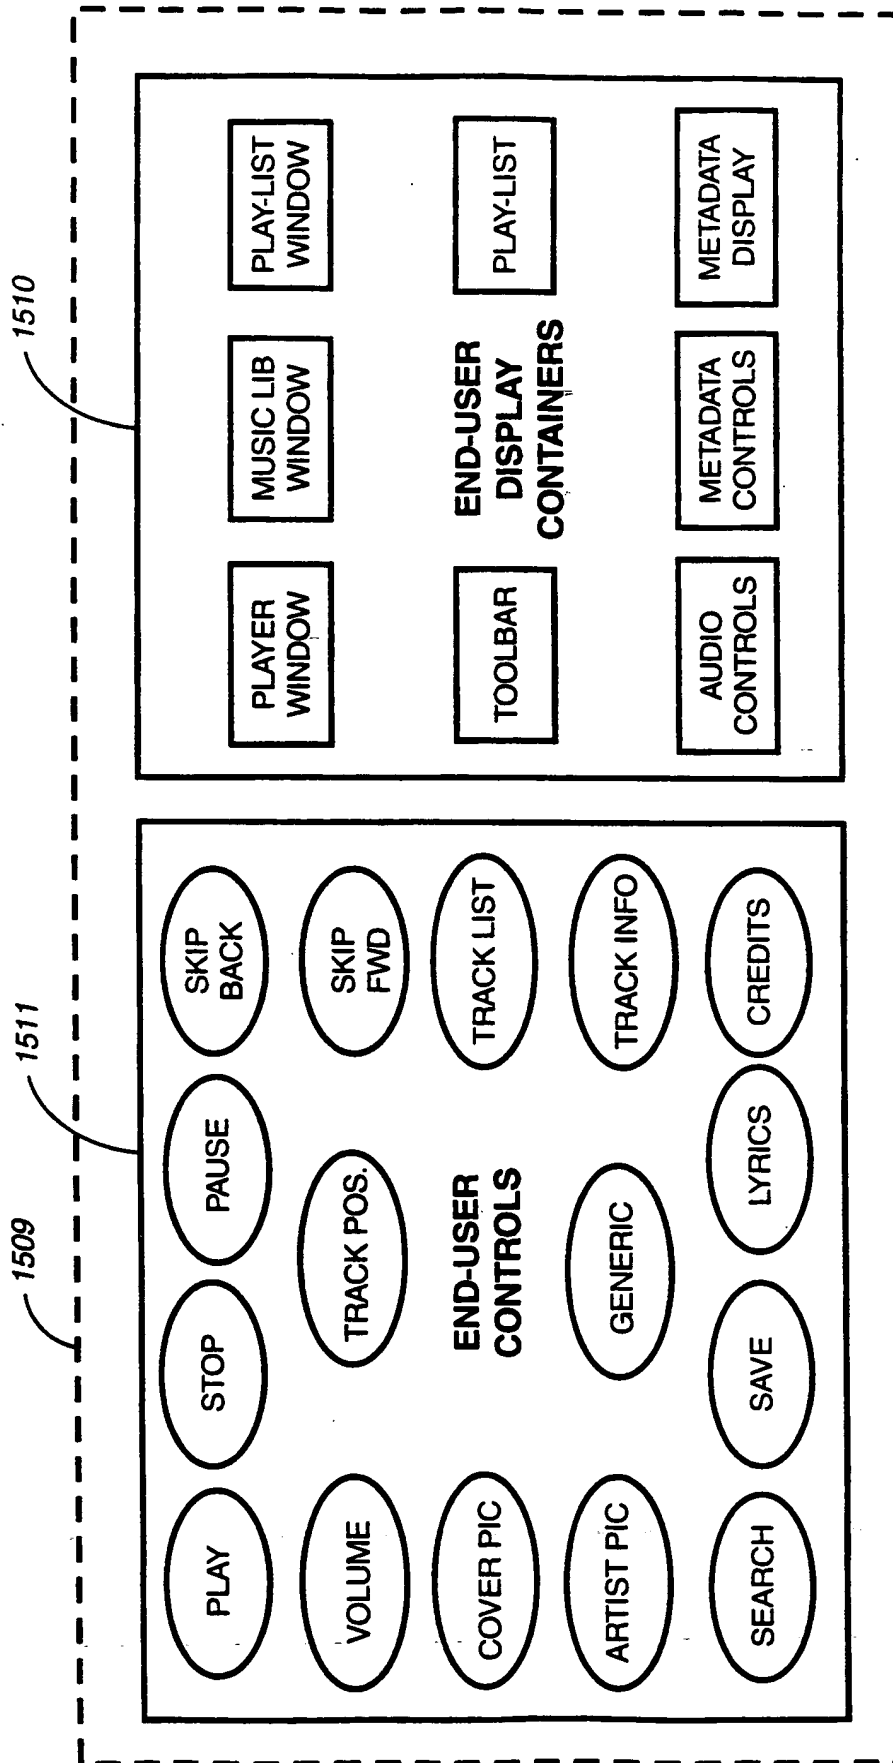 1509
1511
1510
PLAY
STOP
PAUSE
SKIP
BACK
VOLUME
TRACK POS.
SKIP
FWD
COVER PIC
END-USER
CONTROLS
TRACK LIST
ARTIST PIC
GENERIC
TRACK INFO
SEARCH
SAVE
LYRICS
CREDITS
PLAYER
WINDOW
MUSIC LIB
WINDOW
PLAY-LIST
WINDOW
TOOLBAR
END-USER
DISPLAY
CONTAINERS
PLAY-LIST
AUDIO
CONTROLS
METADATA
CONTROLS
METADATA
DISPLAY